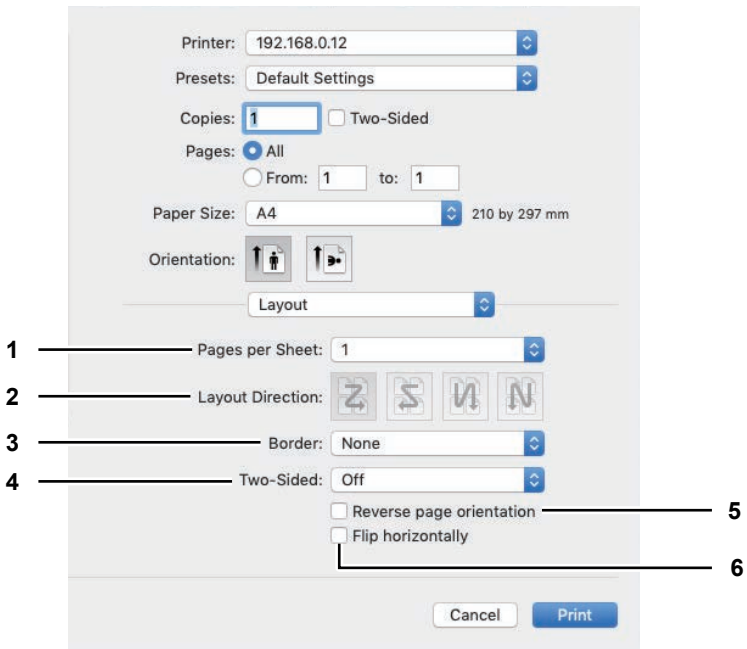 Printer: 192.168.0.12
Presets: Default Settings
Copies: 1 Two-Sided
Pages: All
From: 1 to: 1
Paper Size: A4 210 by 297 mm
Orientation:
Layout
1 Pages per Sheet: 1
2 Layout Direction:
3 Border: None
4 Two-Sided: Off
Reverse page orientation 5
Flip horizontally
6
Cancel Print